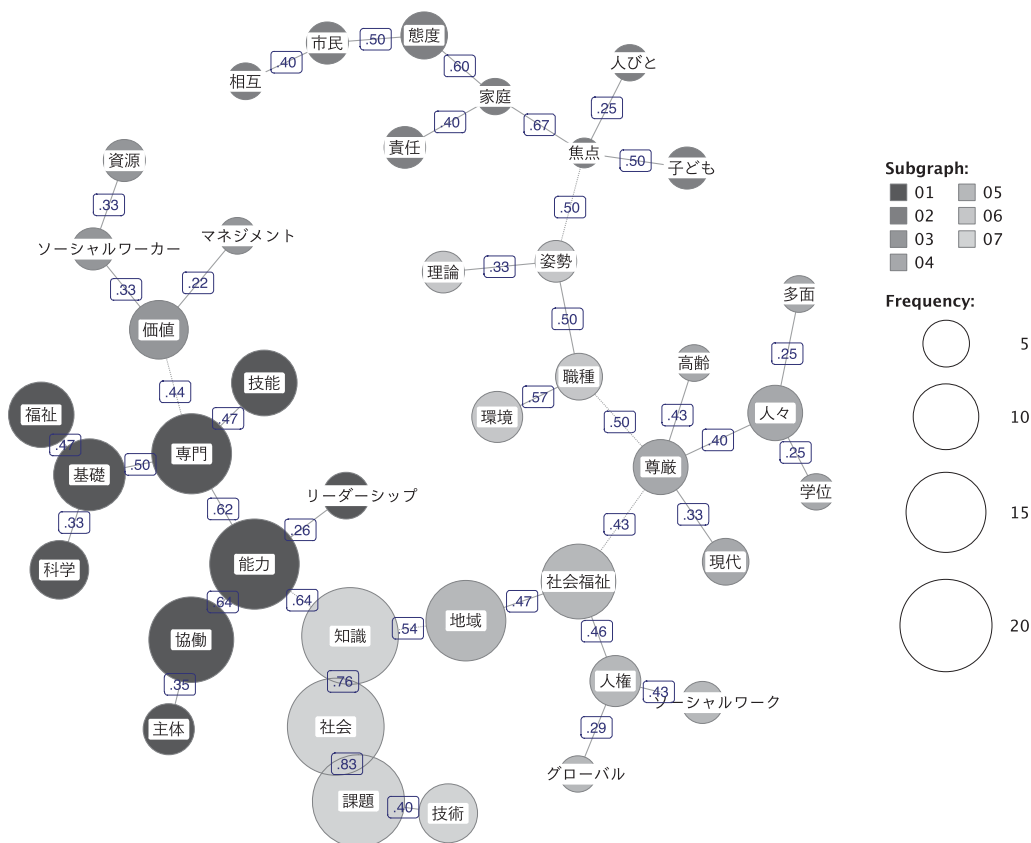 態度
.50
市民
.40
相互
.60
人びと
家庭
.25
.40
.67
責任
焦点
.50
子ども
資源
.33
.50
ソーシャルワーカー
マネジメント
理論
.33
姿勢
.33
.22
価値
.50
多面
.25
高齢
技能
職種
.57
環境
.44
.43
人々
福祉
.47
.47
.50
.40
.25
専門
基礎
.50
尊厳
学位
リーダーシップ
.62
.26
.33
.43
.33
科学
能力
現代
社会福祉
.64
.64
.47
地域
.54
知識
協働
.46
.35
.76
人権
.43
ソーシャルワーク
主体
社会
.29
.83
グローバル
課題
.40
技術
Subgraph:
01
05
02
06
03
07
04
Frequency:
5
10
15
20